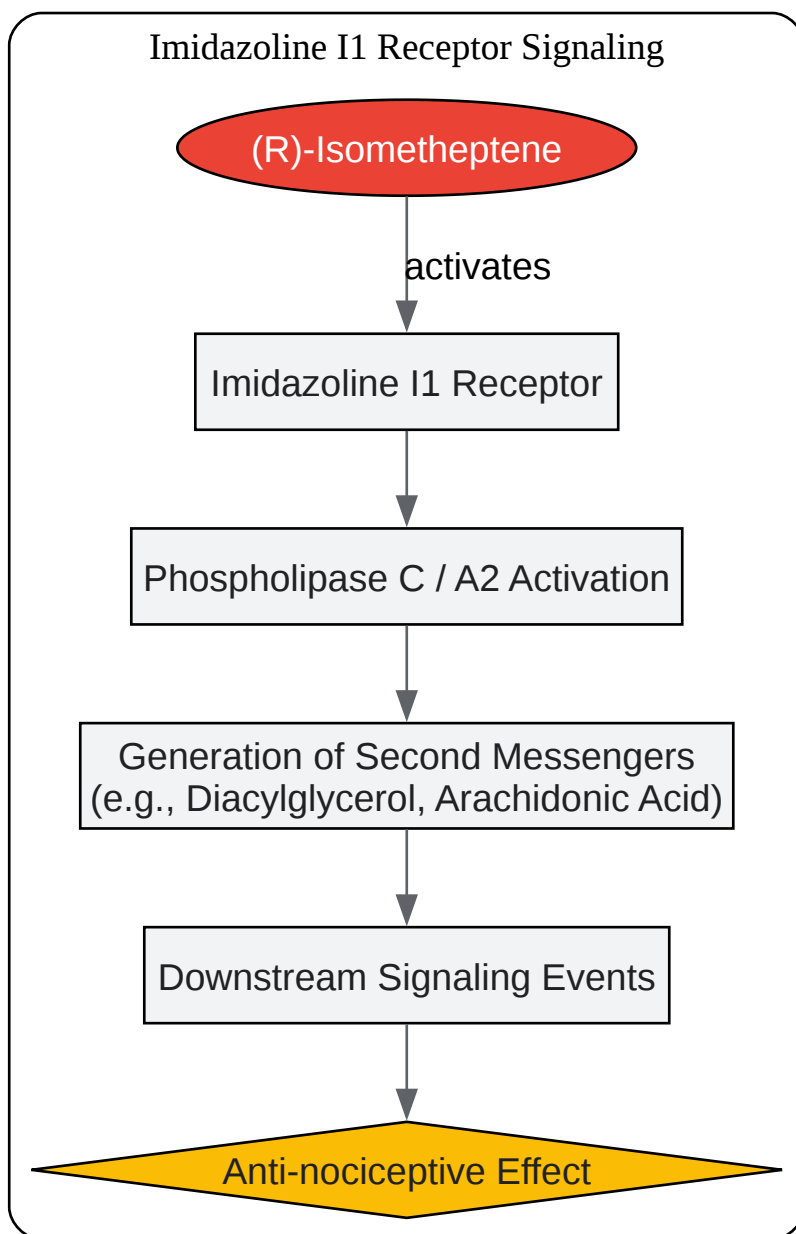 Imidazoline I1 Receptor Signaling
(R)-Isometheptene
activates
Imidazoline I1 Receptor
Phospholipase C / A2 Activation
Generation of Second Messengers
(e.g., Diacylglycerol, Arachidonic Acid)
Downstream Signaling Events
Anti-nociceptive Effect